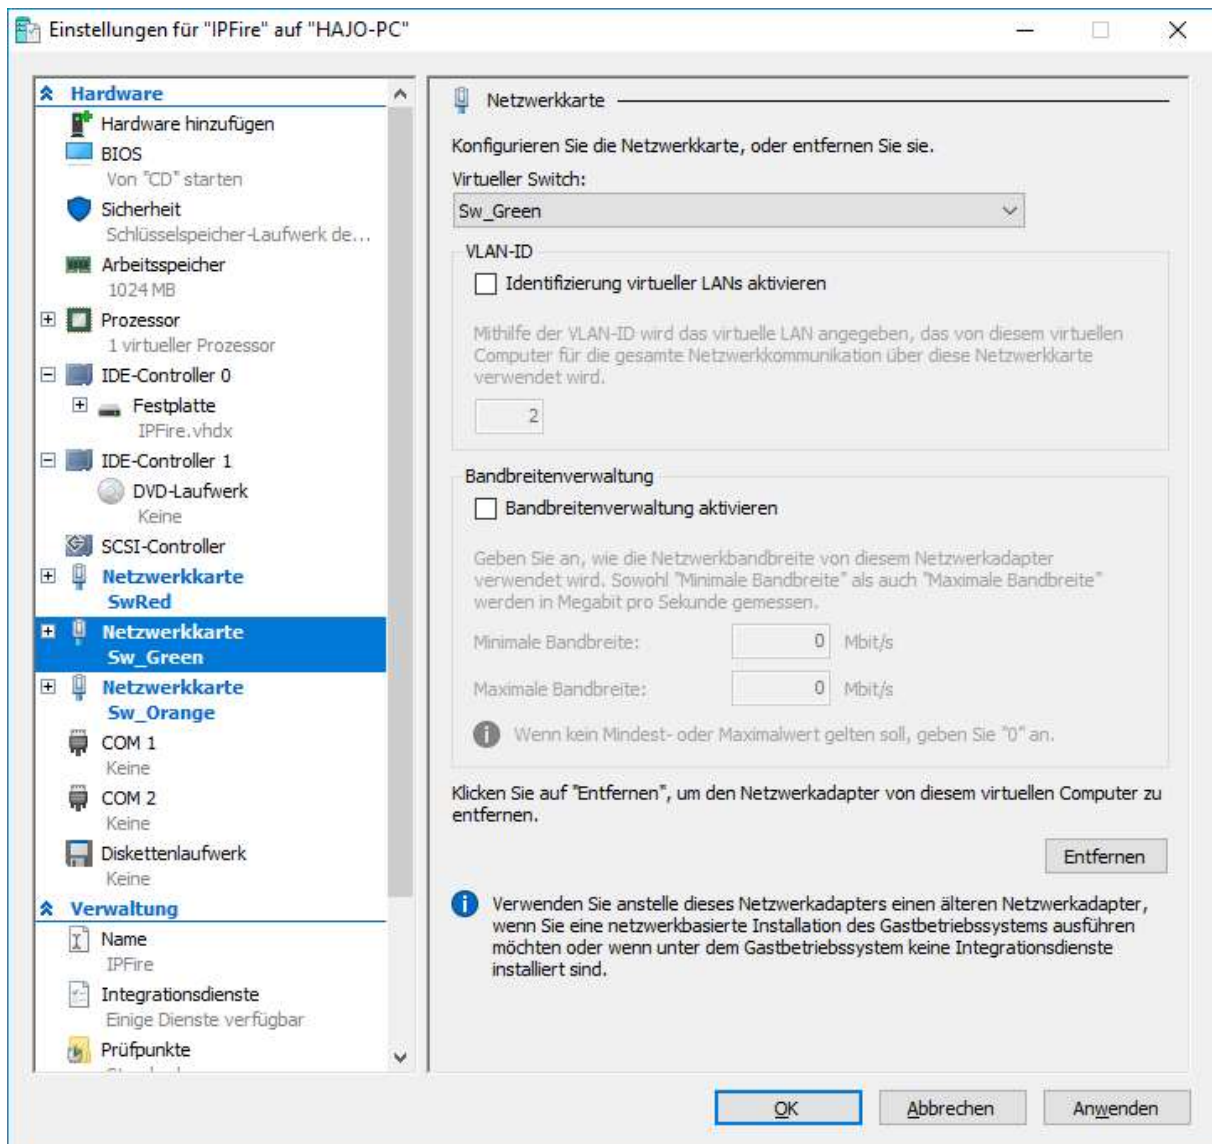 Einstellungen für "IPFire" auf "HAJO-PC"
Hardware
Hardware hinzufügen
BIOS
Von "CD" starten
Sicherheit
Schlüsselspeicher-Laufwerk de...
Arbeitsspeicher
1024 MB
Prozessor
1 virtueller Prozessor
IDE-Controller 0
Festplatte
IPFire.vhdx
IDE-Controller 1
DVD-Laufwerk
Keine
SCSI-Controller
Netzwerkkarte
SwRed
Netzwerkkarte
Sw_Green
Netzwerkkarte
Sw_Orange
COM 1
Keine
COM 2
Keine
Diskettenlaufwerk
Keine
Verwaltung
Name
IPFire
Integrationsdienste
Einige Dienste verfügbar
Prüfpunkte
Netzwerkkarte
Konfigurieren Sie die Netzwerkkarte, oder entfernen Sie sie.
Virtueller Switch:
Sw_Green
VLAN-ID
Identifizierung virtueller LANs aktivieren
Mithilfe der VLAN-ID wird das virtuelle LAN angegeben, das von diesem virtuellen
Computer für die gesamte Netzwerkkommunikation über diese Netzwerkkarte
verwendet wird.
2
Bandbreitenverwaltung
Bandbreitenverwaltung aktivieren
Geben Sie an, wie die Netzwerkbandbreite von diesem Netzwerkadapter
verwendet wird. Sowohl "Minimale Bandbreite" als auch "Maximale Bandbreite"
werden in Megabit pro Sekunde gemessen.
Minimale Bandbreite: 0 Mbit/s
Maximale Bandbreite: 0 Mbit/s
Wenn kein Mindest- oder Maximalwert gelten soll, geben Sie "0" an.
Klicken Sie auf "Entfernen", um den Netzwerkadapter von diesem virtuellen Computer zu
entfernen.
Entfernen
Verwenden Sie anstelle dieses Netzwerkadapters einen älteren Netzwerkadapter,
wenn Sie eine netzwerkbasierte Installation des Gastbetriebssystems ausführen
möchten oder wenn unter dem Gastbetriebssystem keine Integrationsdienste
installiert sind.
OK Abbrechen Anwenden